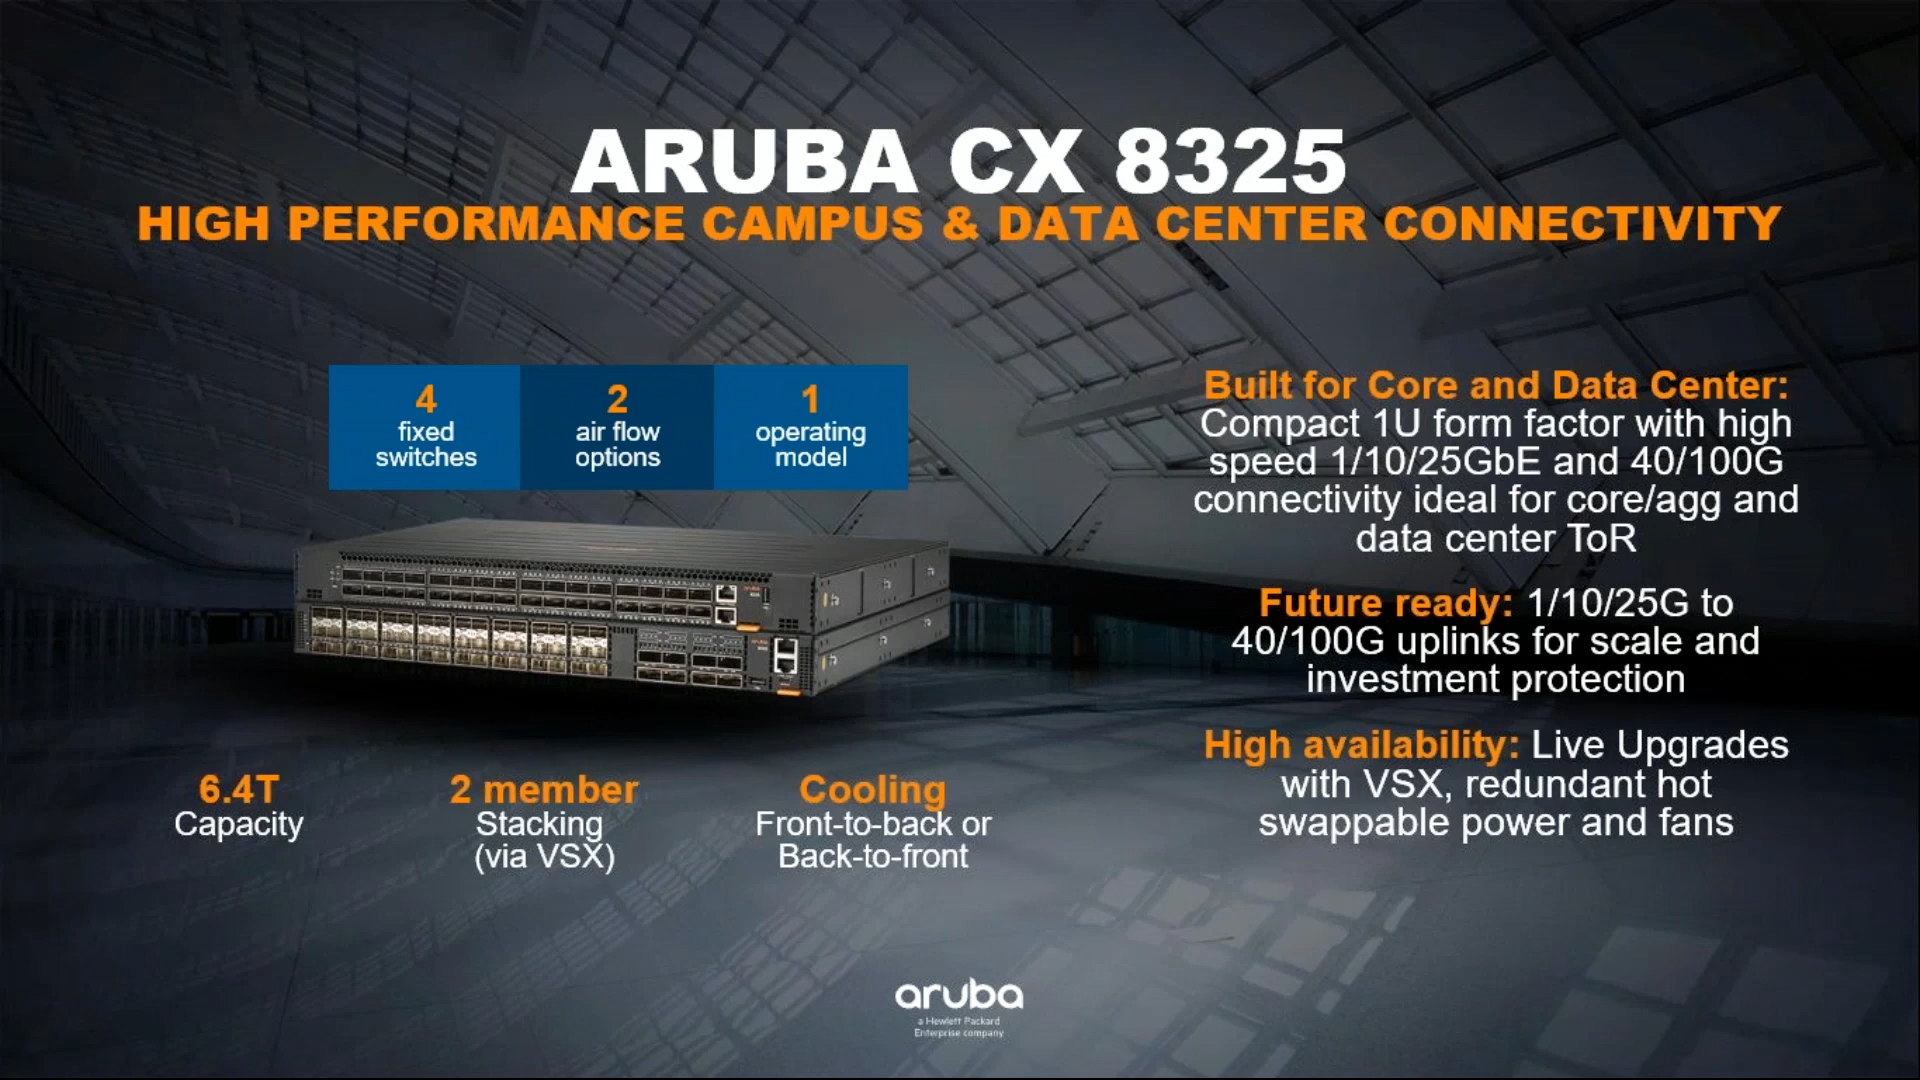 ARUBA CX 8325
HIGH PERFORMANCE CAMPUS & DATA CENTER CONNECTIVITY
4
fixed
switches
2
air flow
options
1
operating
model
6.4T
Capacity
2 member
Stacking
(via VSX)
Cooling
Front-to-back or
Back-to-front
Built for Core and Data Center:
Compact 1U form factor with high
speed 1/10/25GbE and 40/100G
connectivity ideal for core/agg and
data center ToR
Future ready: 1/10/25G to
40/100G uplinks for scale and
investment protection
High availability: Live Upgrades
with VSX, redundant hot
swappable power and fans
aruba
a Hewlett Packard
Enterprise company